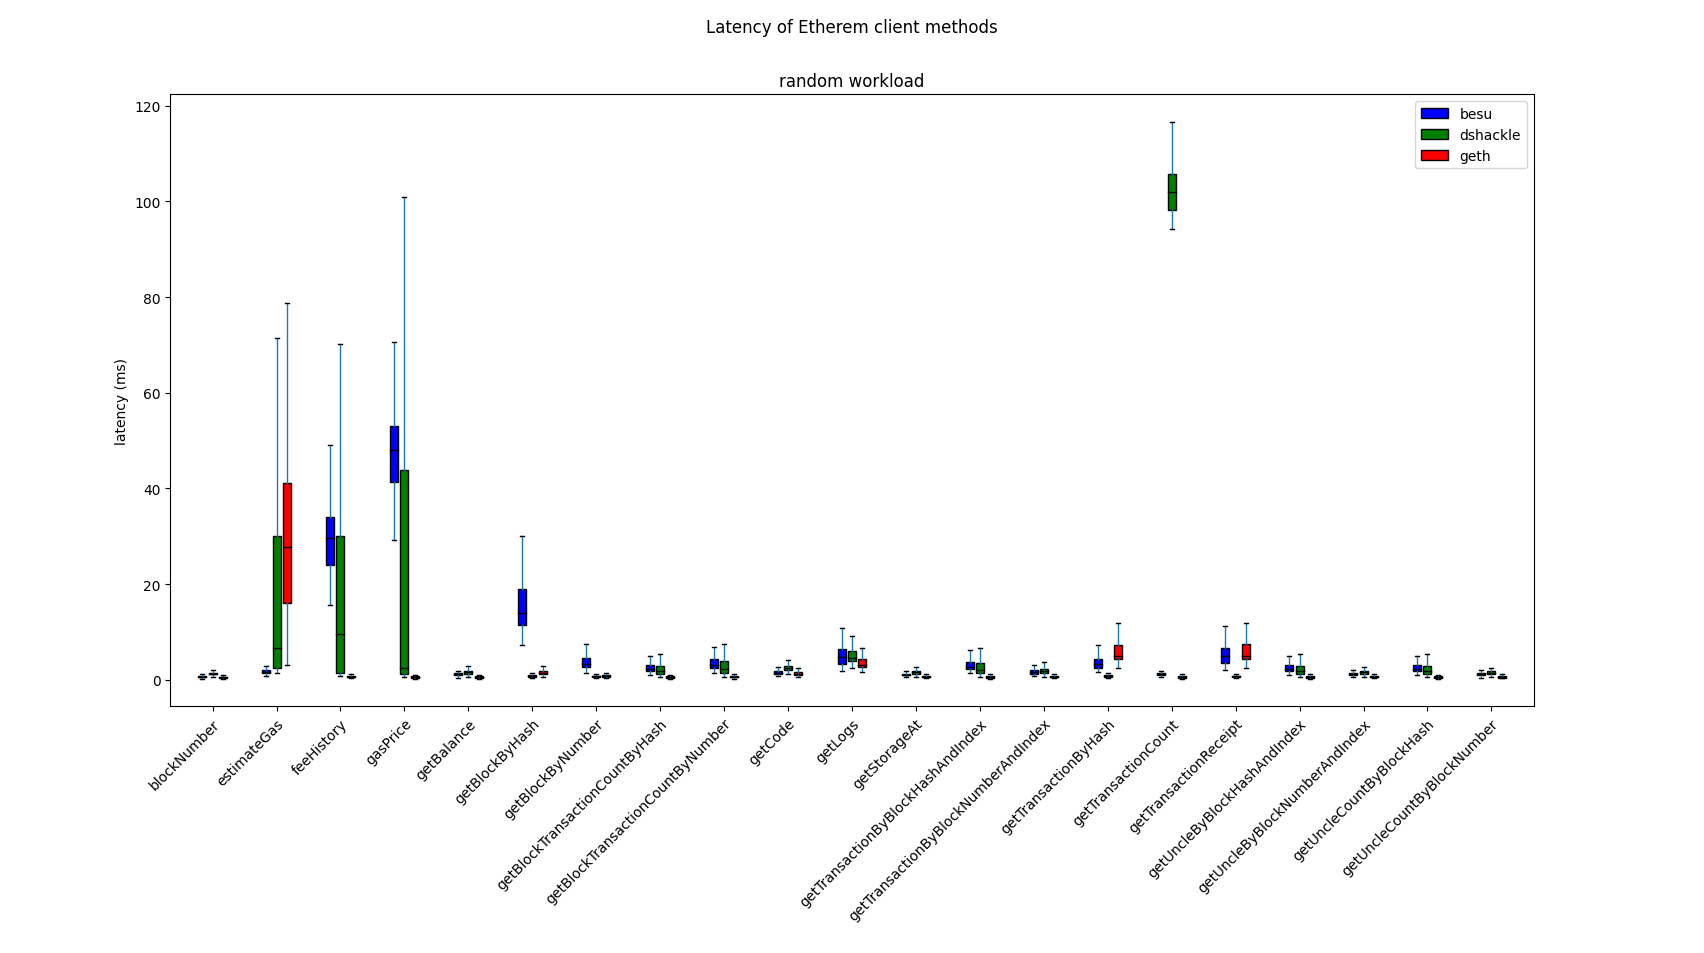 Latency of Etherem client methods
random workload
120
100
80
60
40
20
0
latency (ms)
besu
dshackle
geth
blockNumber
estimateGas
feeHistory
gasPrice
getBalance
getBlockByHash
getBlockByNumber
getBlockTransactionCountByHash
getBlockTransactionCountByNumber
getCode
getLogs
getStorageAt
getTransactionByBlockHashAndIndex
getTransactionByBlockNumberAndIndex
getTransactionByHash
getTransactionCount
getTransactionReceipt
getUncleByBlockHashAndIndex
getUncleByBlockNumberAndIndex
getUncleCountByBlockHash
getUncleCountByBlockNumber